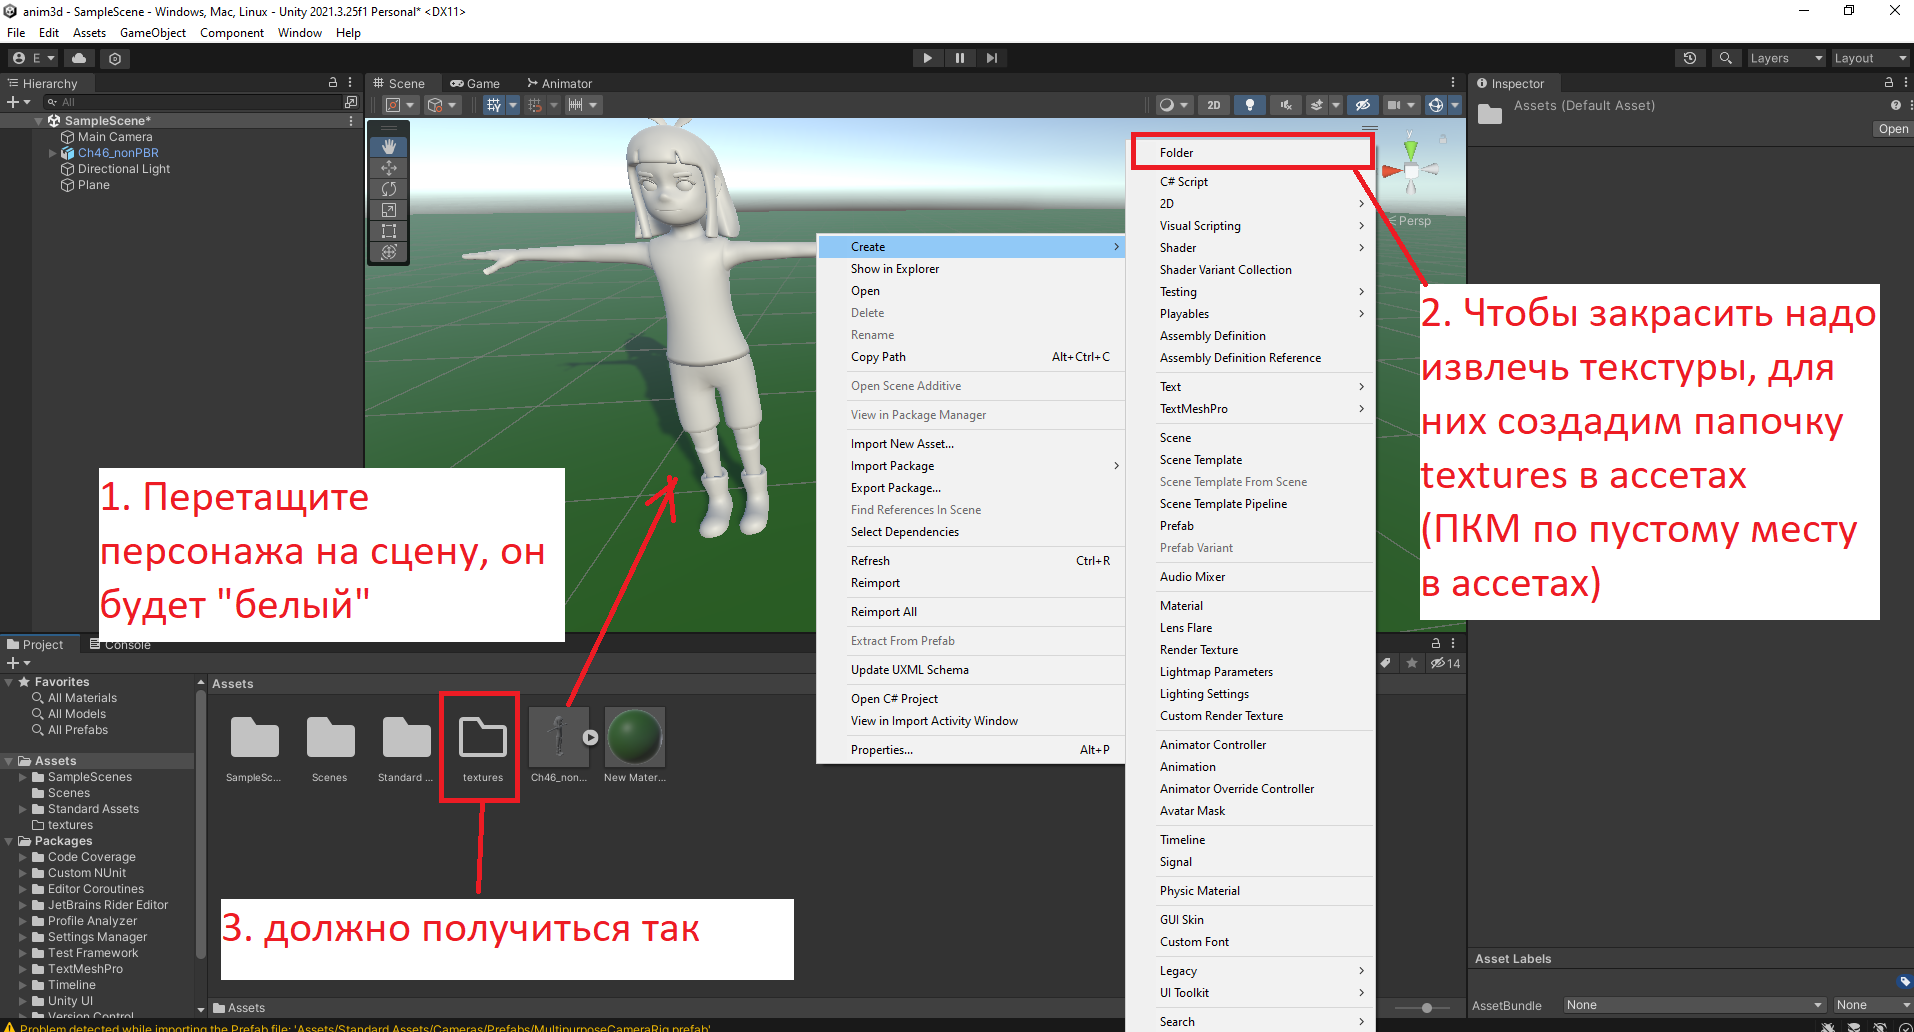 anim3d - SampleScene - Windows, Mac, Linux - Unity 2021.3.25f1 Personal* <DX11>
File Edit Assets GameObject Component Window Help
E
Layers
Layout
Hierarchy
All
SampleScene*
Main Camera
Ch46_nonPBR
Directional Light
Plane
Scene
Game
Animator
2D
Persp
y
Inspector
Assets (Default Asset)
Open
Create
Show in Explorer
Open
Delete
Rename
Copy Path Alt+Ctrl+C
Open Scene Additive
View in Package Manager
Import New Asset...
Import Package
Export Package...
Find References In Scene
Select Dependencies
Refresh Ctrl+R
Reimport
Reimport All
Extract From Prefab
Update UXML Schema
Open C# Project
View in Import Activity Window
Properties... Alt+P
Folder
C# Script
2D
Visual Scripting
Shader
Shader Variant Collection
Testing
Playables
Assembly Definition
Assembly Definition Reference
Text
TextMeshPro
Scene
Scene Template
Scene Template From Scene
Scene Template Pipeline
Prefab
Prefab Variant
Audio Mixer
Material
Lens Flare
Render Texture
Lightmap Parameters
Lighting Settings
Custom Render Texture
Animator Controller
Animation
Animator Override Controller
Avatar Mask
Timeline
Signal
Physic Material
GUI Skin
Custom Font
Legacy
UI Toolkit
Search
1. Перетащите
персонажа на сцену, он
будет "белый"
2. Чтобы закрасить надо
извлечь текстуры, для
них создадим папочку
textures в ассетах
(ПКМ по пустому месту
в ассетах)
3. должно получиться так
Project
Console
14
Favorites
All Materials
All Models
All Prefabs
Assets
SampleScenes
Scenes
Standard Assets
textures
Packages
Code Coverage
Custom NUnit
Editor Coroutines
JetBrains Rider Editor
Profile Analyzer
Settings Manager
Test Framework
TextMeshPro
Timeline
Unity UI
Version Control
Assets
SampleSc...
Scenes
Standard ...
textures
Ch46_non...
New Mater...
Assets
Asset Labels
AssetBundle None None
Problem detected while importing the Prefab file: 'Assets/Standard Assets/Cameras/Prefabs/MultipurposeCameraRig.prefab'